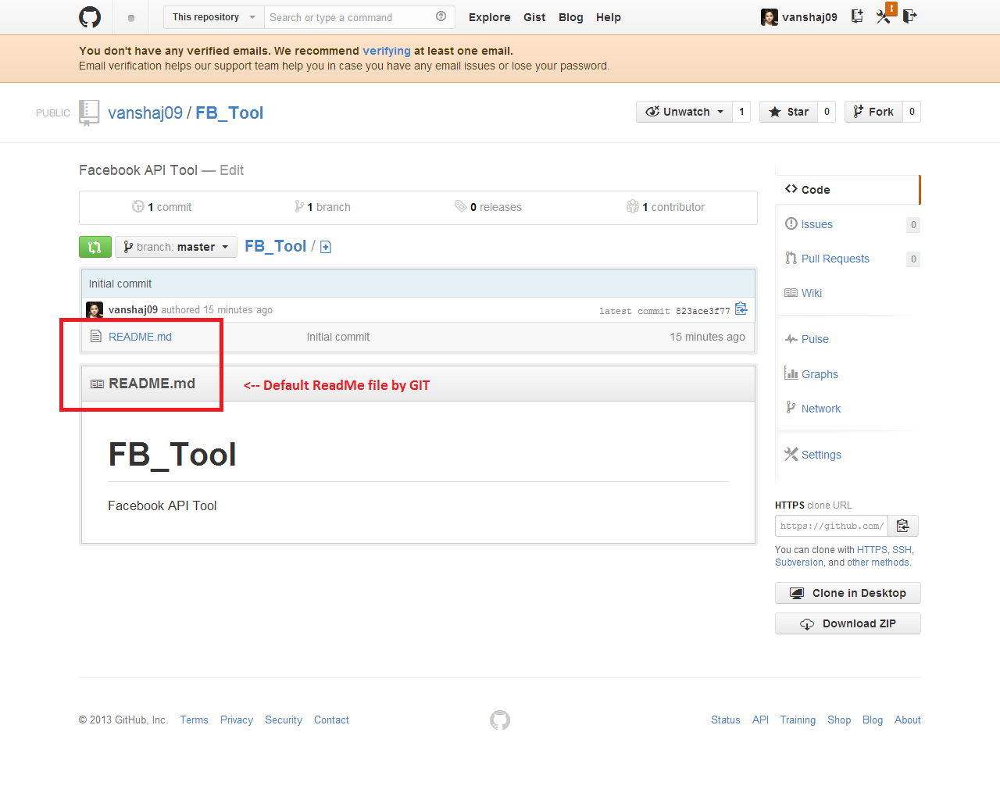 This repository Search or type a command Explore Gist Blog Help vanshaj09
You don't have any verified emails. We recommend verifying at least one email.
Email verification helps our support team help you in case you have any email issues or lose your password.
PUBLIC vanshaj09 / FB_Tool Unwatch 1 Star 0 Fork 0
Facebook API Tool — Edit
1 commit 1 branch 0 releases 1 contributor
branch: master FB_Tool /
Initial commit
vanshaj09 authored 15 minutes ago latest commit 823ace3f77
README.md Initial commit 15 minutes ago
README.md <-- Default ReadMe file by GIT
FB_Tool
Facebook API Tool
Code
Issues 0
Pull Requests 0
Wiki
Pulse
Graphs
Network
Settings
HTTPS clone URL
https://github.com/
You can clone with HTTPS, SSH,
Subversion, and other methods.
Clone in Desktop
Download ZIP
© 2013 GitHub, Inc. Terms Privacy Security Contact Status API Training Shop Blog About